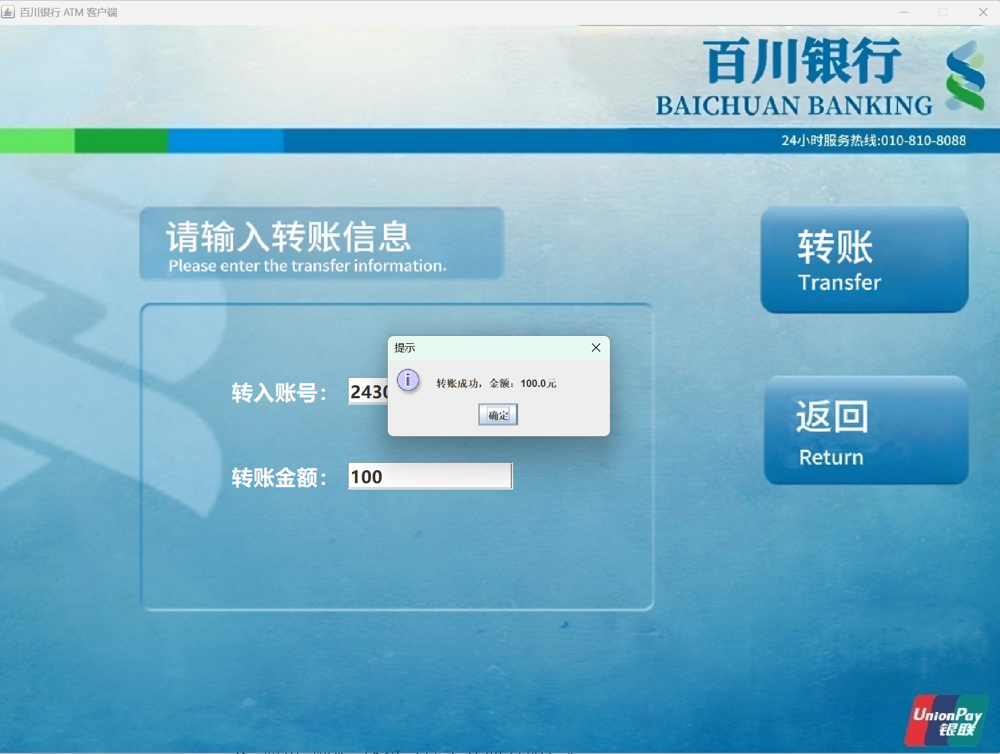 百川银行 ATM 客户端
百川银行
BAICHUAN BANKING
24小时服务热线:010-810-8088
请输入转账信息
Please enter the transfer information.
转账
Transfer
提示
转账成功，金额：100.0元
确定
转入账号：
2430
返回
Return
转账金额：
100
UnionPay
银联